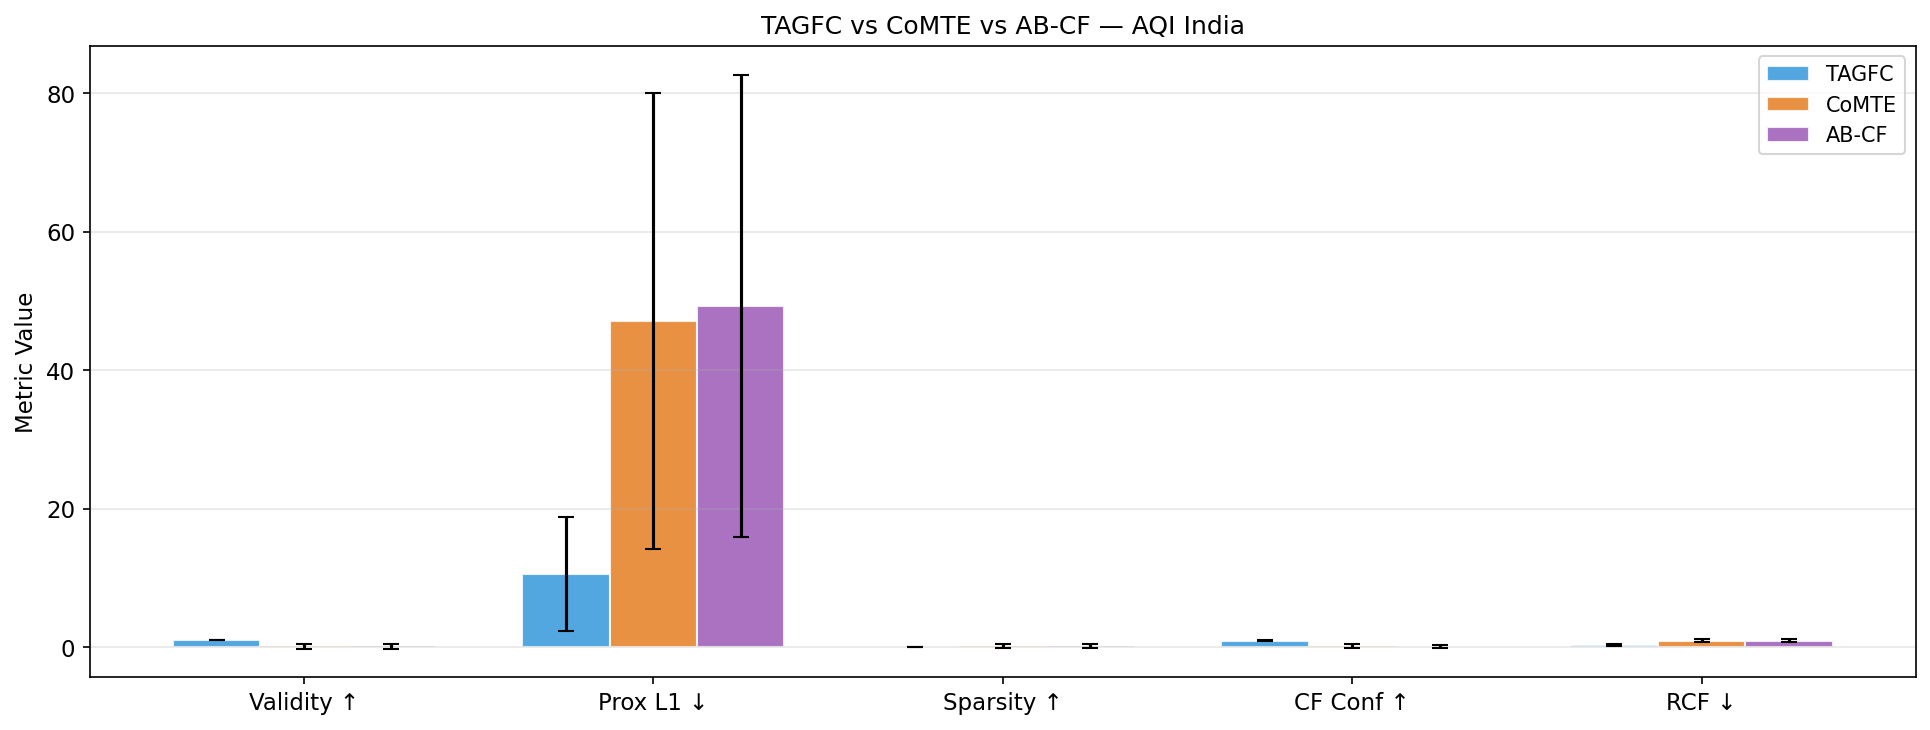 TAGFC vs CoMTE vs AB-CF — AQI India
TAGFC
CoMTE
AB-CF
Metric Value
80
60
40
20
0
Validity ↑
Prox L1 ↓
Sparsity ↑
CF Conf ↑
RCF ↓